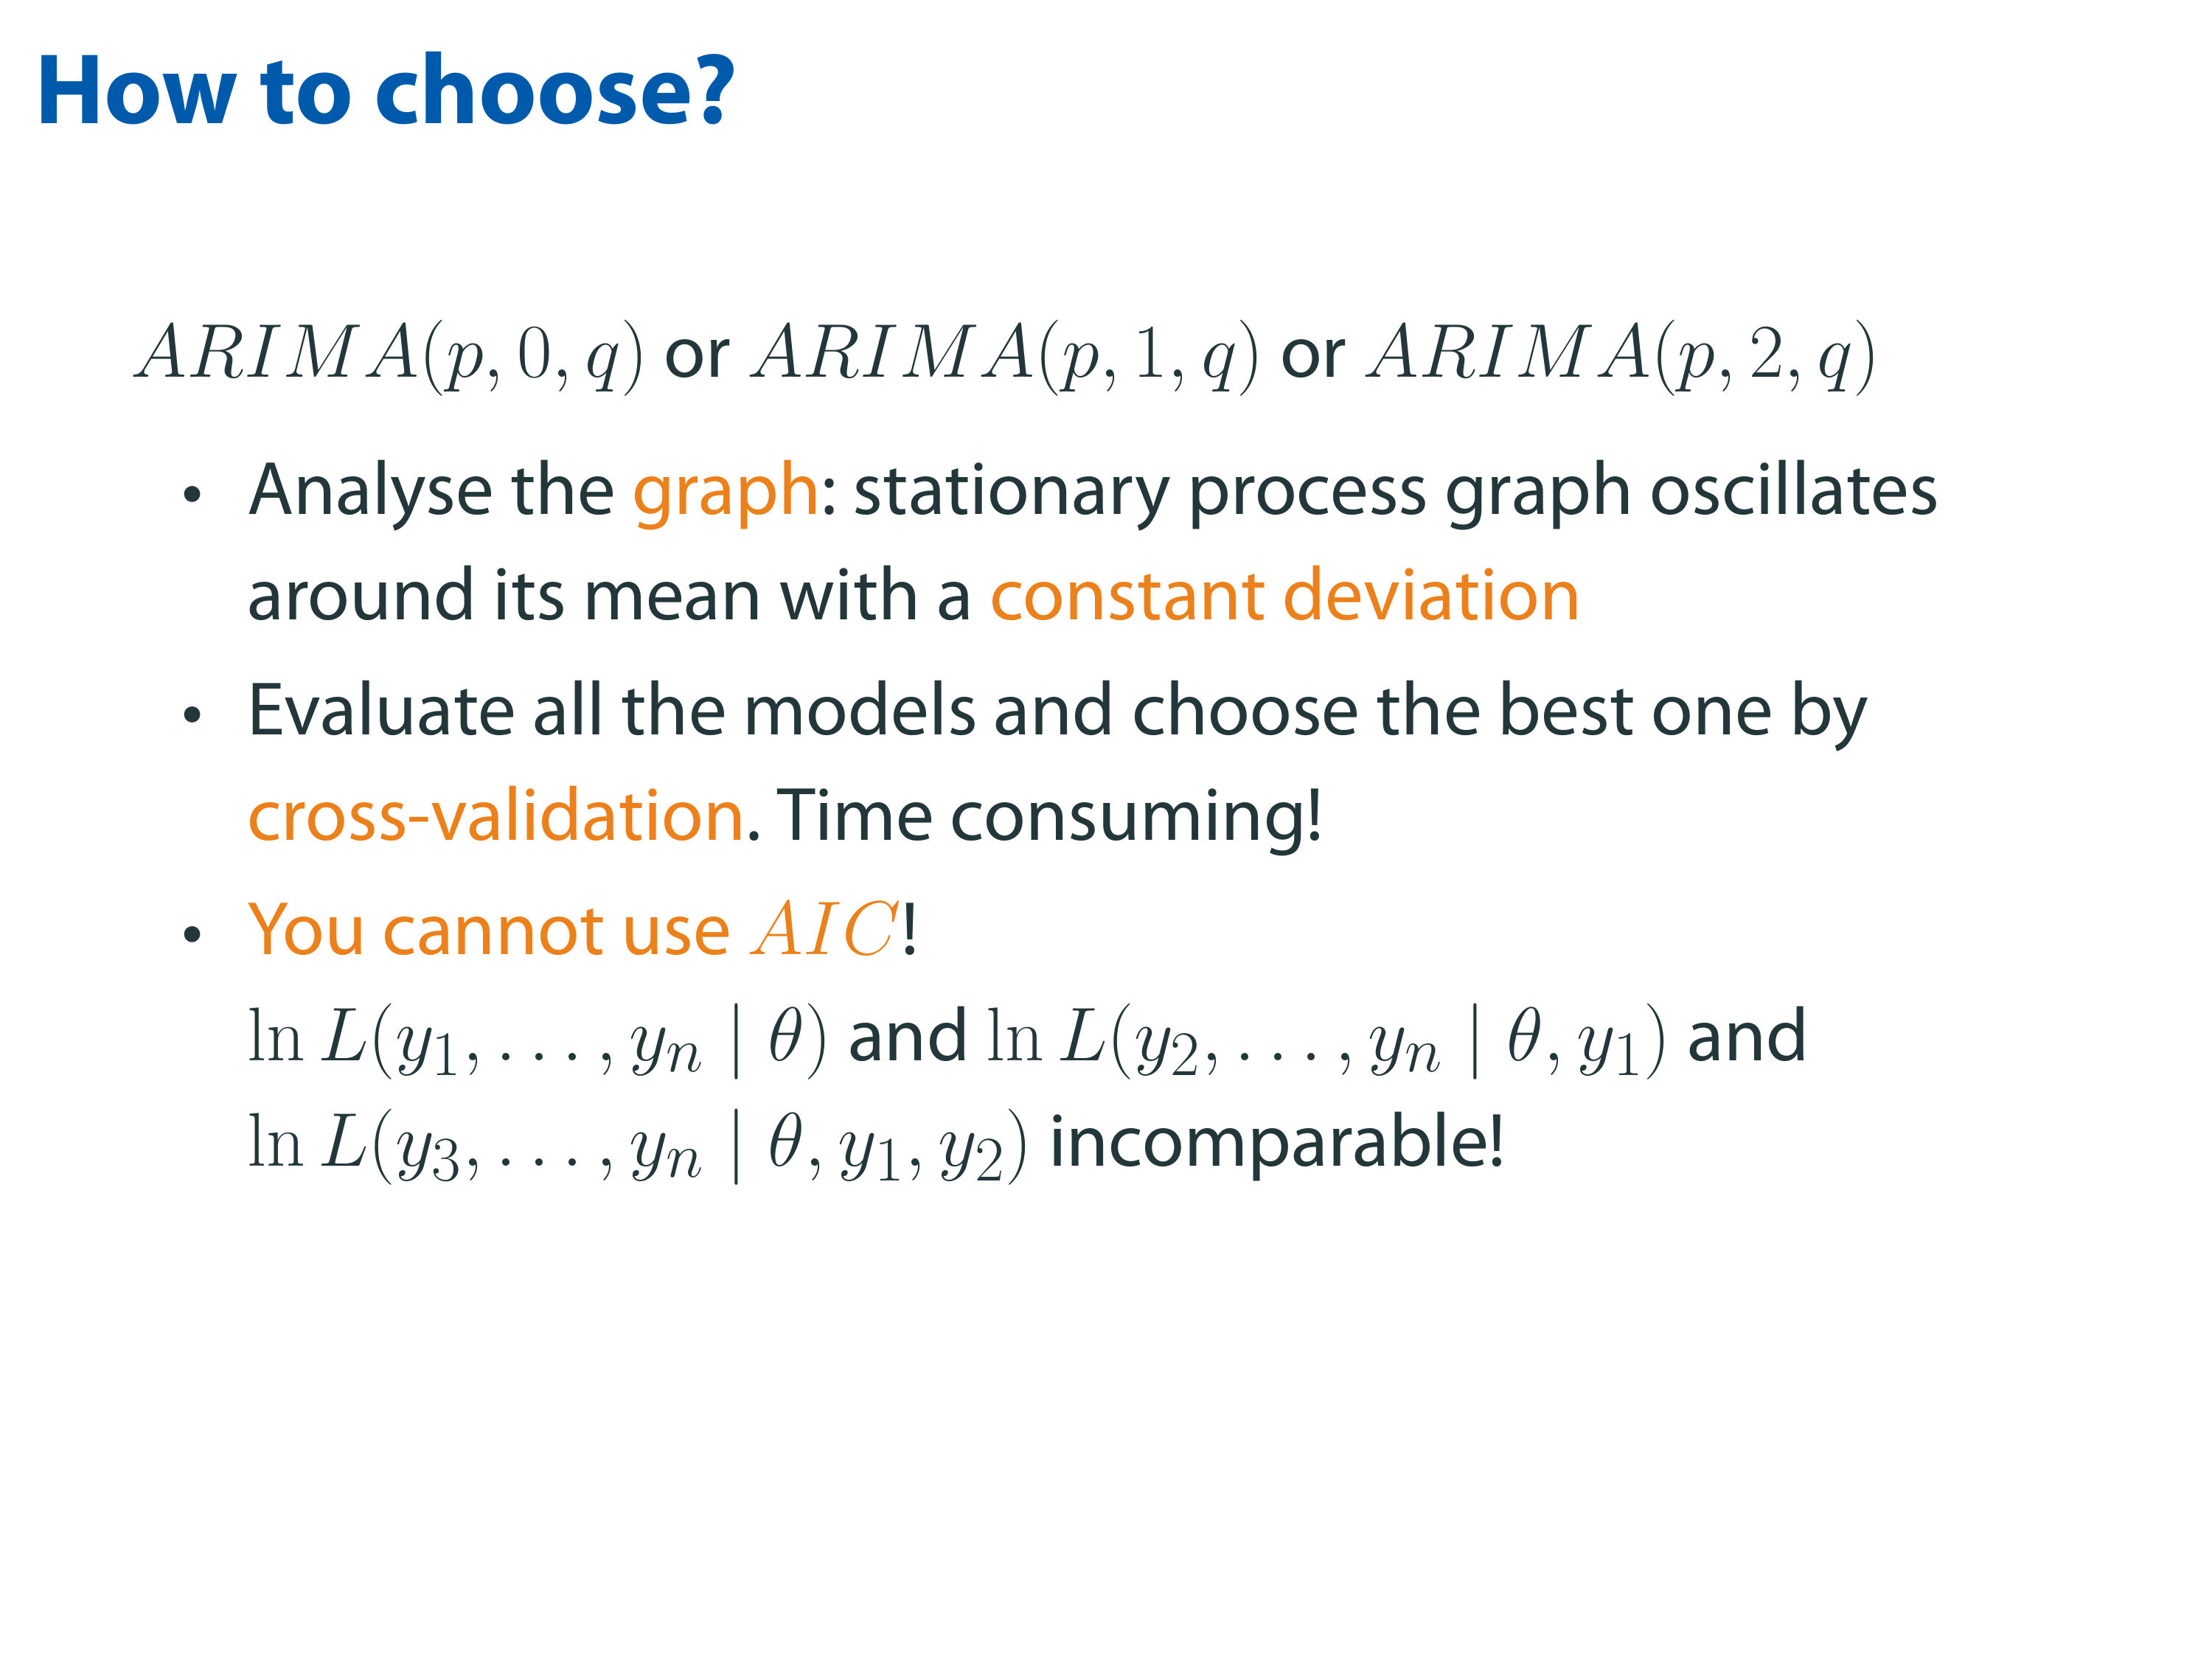 How to choose?
ARIMA(p, 0, q) or ARIMA(p, 1, q) or ARIMA(p, 2, q)
• Analyse the graph: stationary process graph oscillates
around its mean with a constant deviation
• Evaluate all the models and choose the best one by
cross-validation. Time consuming!
• You cannot use AIC!
ln L(y₁, . . . , yₙ | θ) and ln L(y₂, . . . , yₙ | θ, y₁) and
ln L(y₃, . . . , yₙ | θ, y₁, y₂) incomparable!